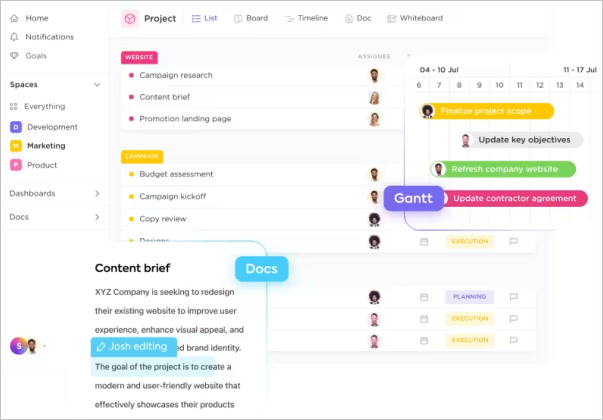 Home
Notifications
Goals
Spaces
Everything
D Development
M Marketing
P Product
Dashboards
Docs
S
Project
List
Board
Timeline
Doc
Whiteboard
WEBSITE
ASSIGNEE
Campaign research
Content brief
Promotion landing page
CAMPAIGN
Budget assessment
Campaign kickoff
Copy review
Designs
EXECUTION
PLANNING
EXECUTION
EXECUTION
04 - 10 Jul
11 - 17 Jul
6 7 8 9 10 11 12 13 14
Finalize project scope
Update key objectives
Refresh company website
Update contractor agreement
Gantt
Docs
Content brief
XYZ Company is seeking to redesign
their existing website to improve user
experience, enhance visual appeal, and
ed brand identity.
Josh editing
The goal of the project is to create a
modern and user-friendly website that
effectively showcases their products